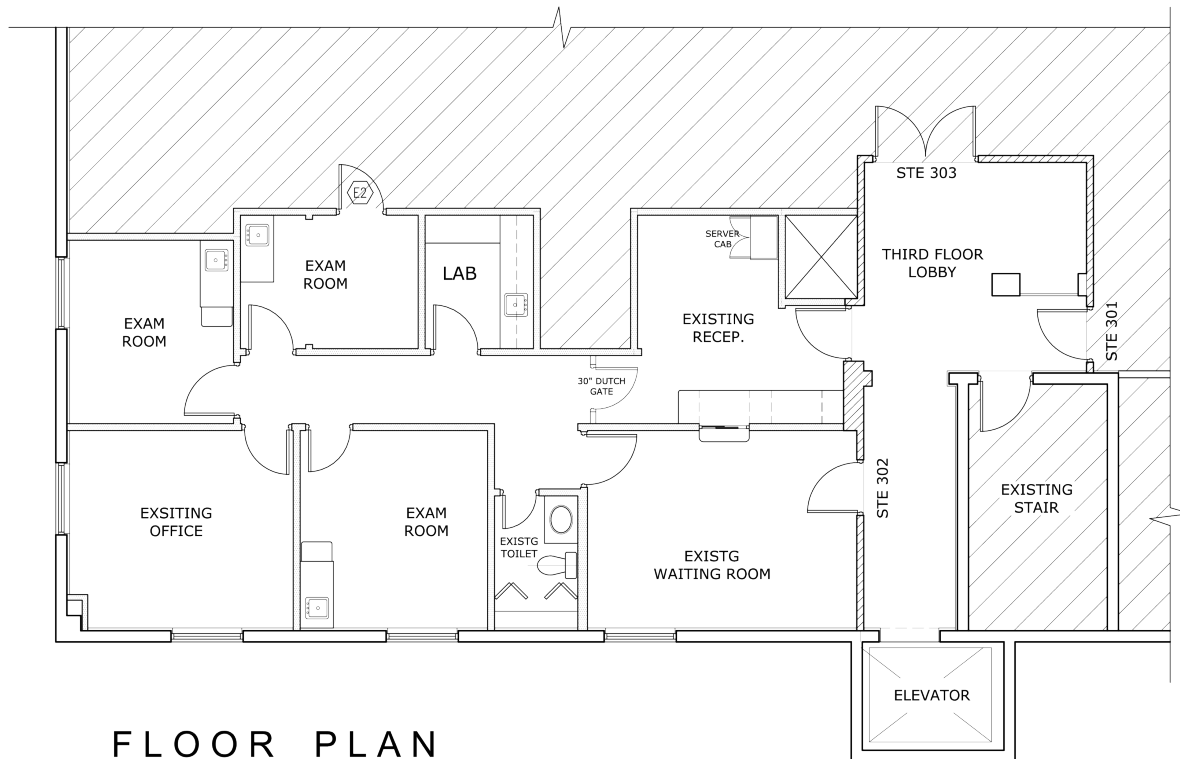 E2
STE 303
SERVER
CAB
THIRD FLOOR
LOBBY
EXAM
ROOM
LAB
EXAM
ROOM
EXISTING
RECEP.
STE 301
30" DUTCH
GATE
EXSITING
OFFICE
EXAM
ROOM
EXISTG
TOILET
EXISTG
WAITING ROOM
STE 302
EXISTING
STAIR
ELEVATOR
FLOOR PLAN